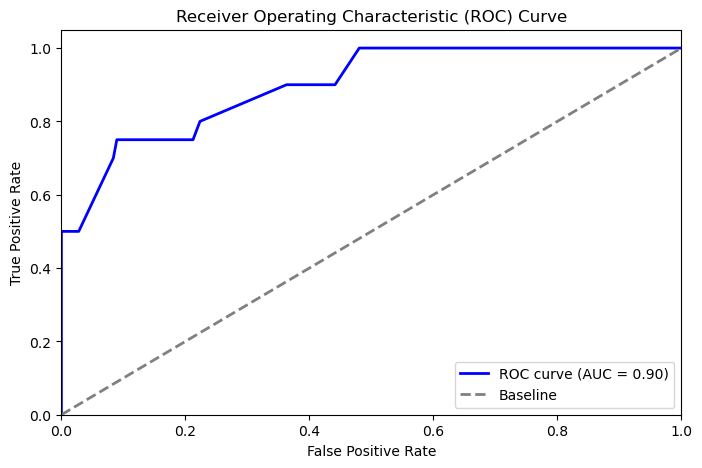 Receiver Operating Characteristic (ROC) Curve
1.0
0.8
0.6
0.4
0.2
0.0
True Positive Rate
ROC curve (AUC = 0.90)
Baseline
0.0 0.2 0.4 0.6 0.8 1.0
False Positive Rate